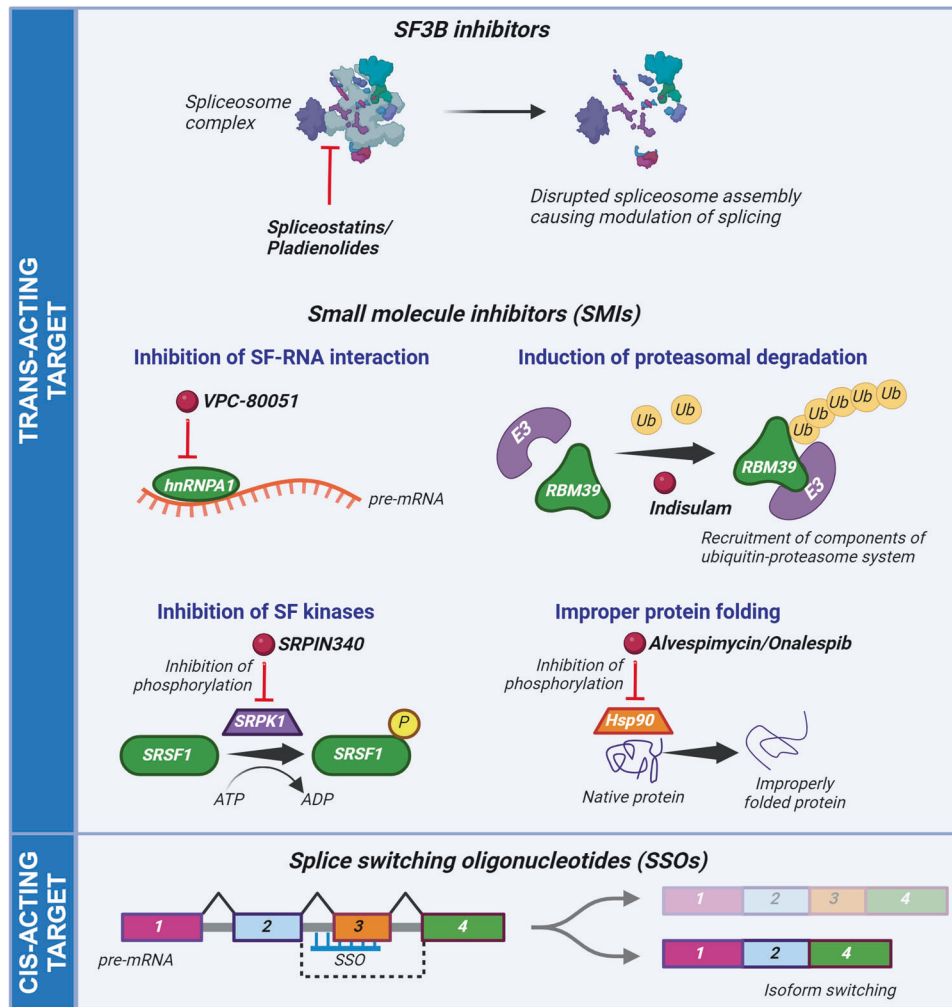 TRANS-ACTING
TARGET
SF3B inhibitors
Spliceosome
complex
Spliceostatins/
Pladienolides
Disrupted spliceosome assembly
causing modulation of splicing
Small molecule inhibitors (SMIs)
Inhibition of SF-RNA interaction
VPC-80051
hnRNPA1
pre-mRNA
Induction of proteasomal degradation
E3
RBM39
Ub
Ub
Indisulam
Ub
Ub
Ub
Ub
Ub
RBM39
E3
Recruitment of components of
ubiquitin-proteasome system
Inhibition of SF kinases
SRPIN340
Inhibition of
phosphorylation
SRPK1
SRSF1
SRSF1
P
ATP
ADP
Improper protein folding
Alvespimycin/Onalespib
Inhibition of
phosphorylation
Hsp90
Native protein
Improperly
folded protein
CIS-ACTING
TARGET
Splice switching oligonucleotides (SSOs)
1 2 3 4
pre-mRNA
SSO
1 2 3 4
1 2 4
Isoform switching